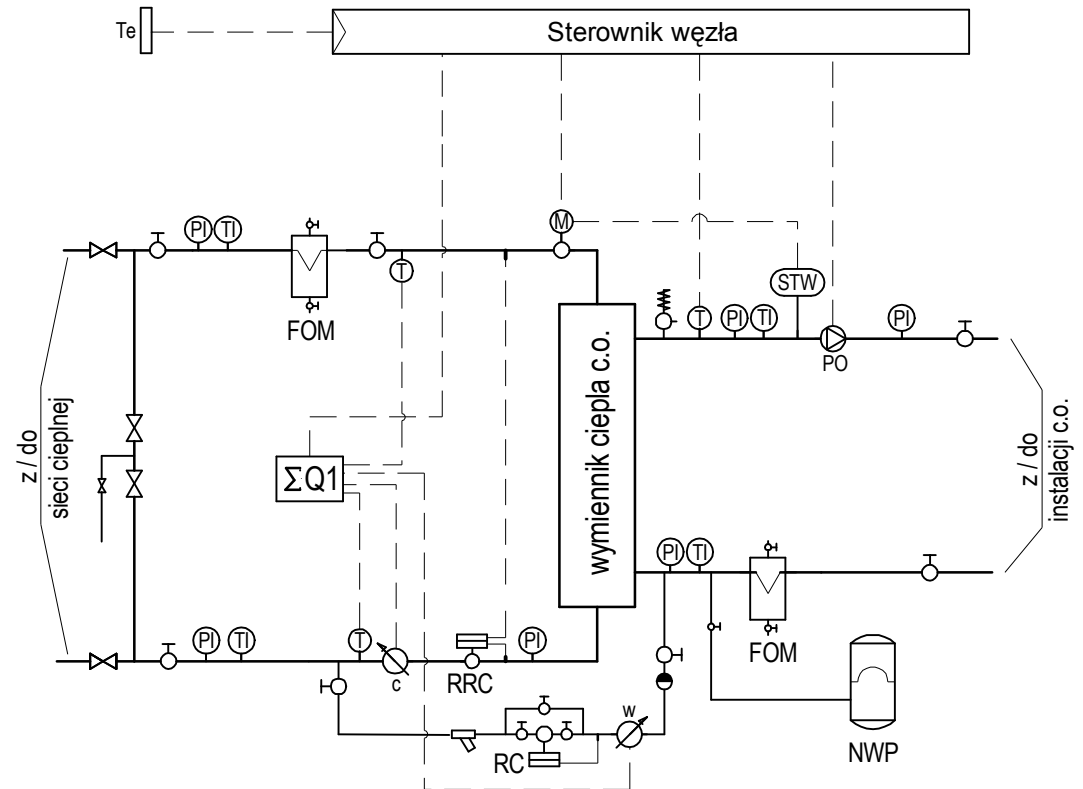 Te
Sterownik węzła
M
PI
TI
T
STW
FOM
T
PI
TI
PI
PO
z / do
sieci cieplnej
wymiennik ciepła c.o.
z / do
instalacji c.o.
ΣQ1
PI
TI
PI
TI
T
PI
c
RRC
FOM
w
RC
NWP